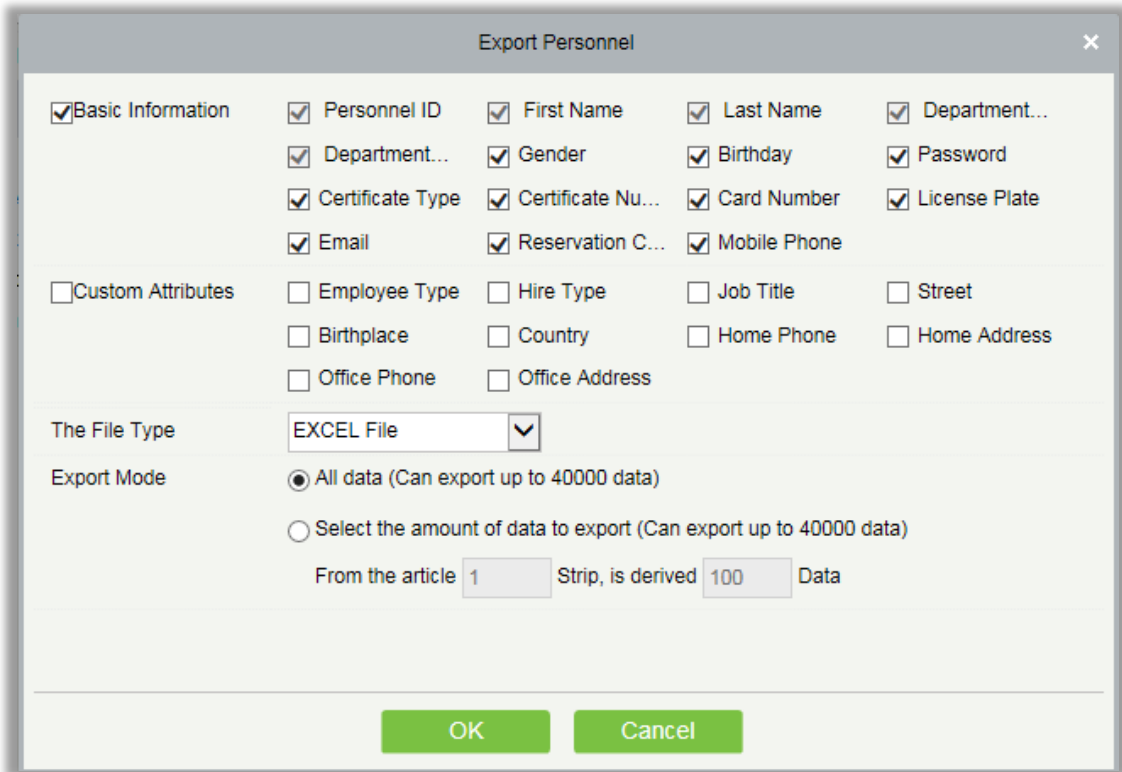 Export Personnel
Basic Information Personnel ID First Name Last Name Department...
Department... Gender Birthday Password
Certificate Type Certificate Nu... Card Number License Plate
Email Reservation C... Mobile Phone
Custom Attributes Employee Type Hire Type Job Title Street
Birthplace Country Home Phone Home Address
Office Phone Office Address
The File Type EXCEL File
Export Mode All data (Can export up to 40000 data)
Select the amount of data to export (Can export up to 40000 data)
From the article 1 Strip, is derived 100 Data
OK Cancel